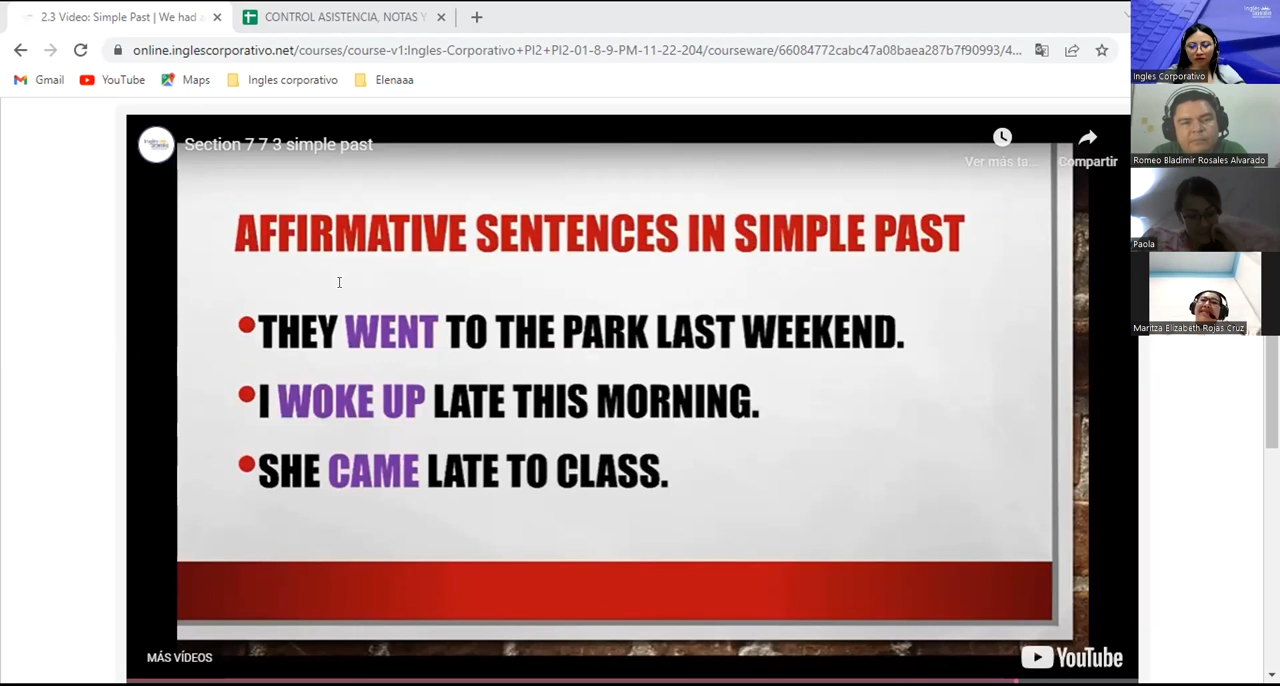 2.3 Video: Simple Past | We had a
CONTROL ASISTENCIA, NOTAS Y
online.inglescorporativo.net/courses/course-v1:Ingles-Corporativo+PI2+PI2-01-8-9-PM-11-22-204/courseware/66084772cabc47a08baea287b7f90993/4...
Gmail
YouTube
Maps
Ingles corporativo
Elenaaa
Section 7 7 3 simple past
Ver más ta...
Compartir
AFFIRMATIVE SENTENCES IN SIMPLE PAST
•THEY WENT TO THE PARK LAST WEEKEND.
•I WOKE UP LATE THIS MORNING.
•SHE CAME LATE TO CLASS.
MÁS VÍDEOS
YouTube
Ingles Corporativo
Romeo Bladimir Rosales Alvarado
Paola
Maritza Elizabeth Rojas Cruz